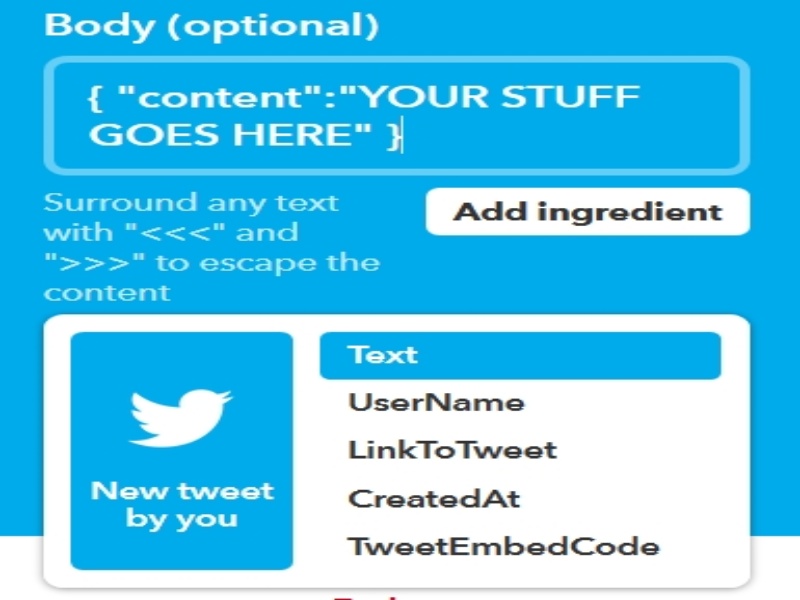 Body (optional)
{ "content":"YOUR STUFF
GOES HERE" }
Surround any text
with "<<<" and
">>>" to escape the
content
Add ingredient
New tweet
by you
Text
UserName
LinkToTweet
CreatedAt
TweetEmbedCode